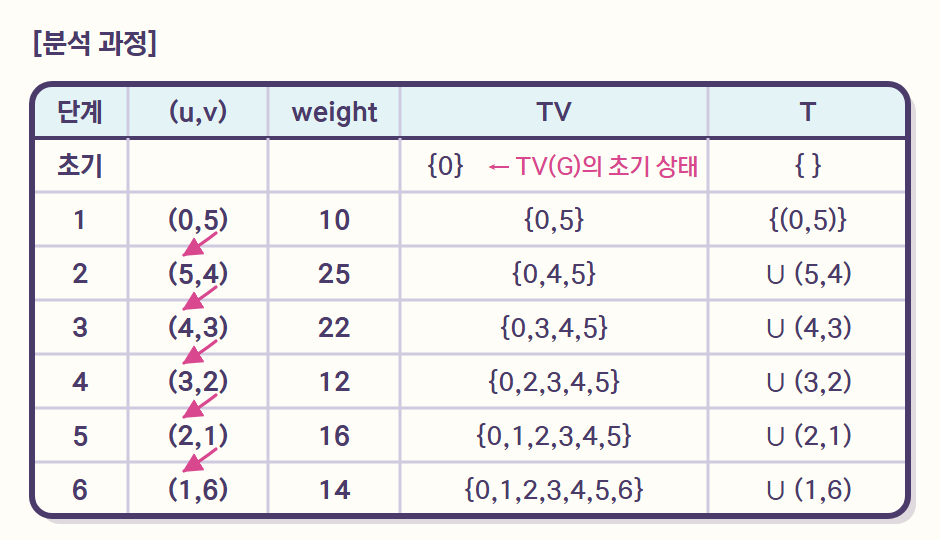 [분석 과정]
단계 (u,v) weight TV T
초기 {0} ← TV(G)의 초기 상태 { }
1 (0,5) 10 {0,5} {(0,5)}
2 (5,4) 25 {0,4,5} ∪ (5,4)
3 (4,3) 22 {0,3,4,5} ∪ (4,3)
4 (3,2) 12 {0,2,3,4,5} ∪ (3,2)
5 (2,1) 16 {0,1,2,3,4,5} ∪ (2,1)
6 (1,6) 14 {0,1,2,3,4,5,6} ∪ (1,6)